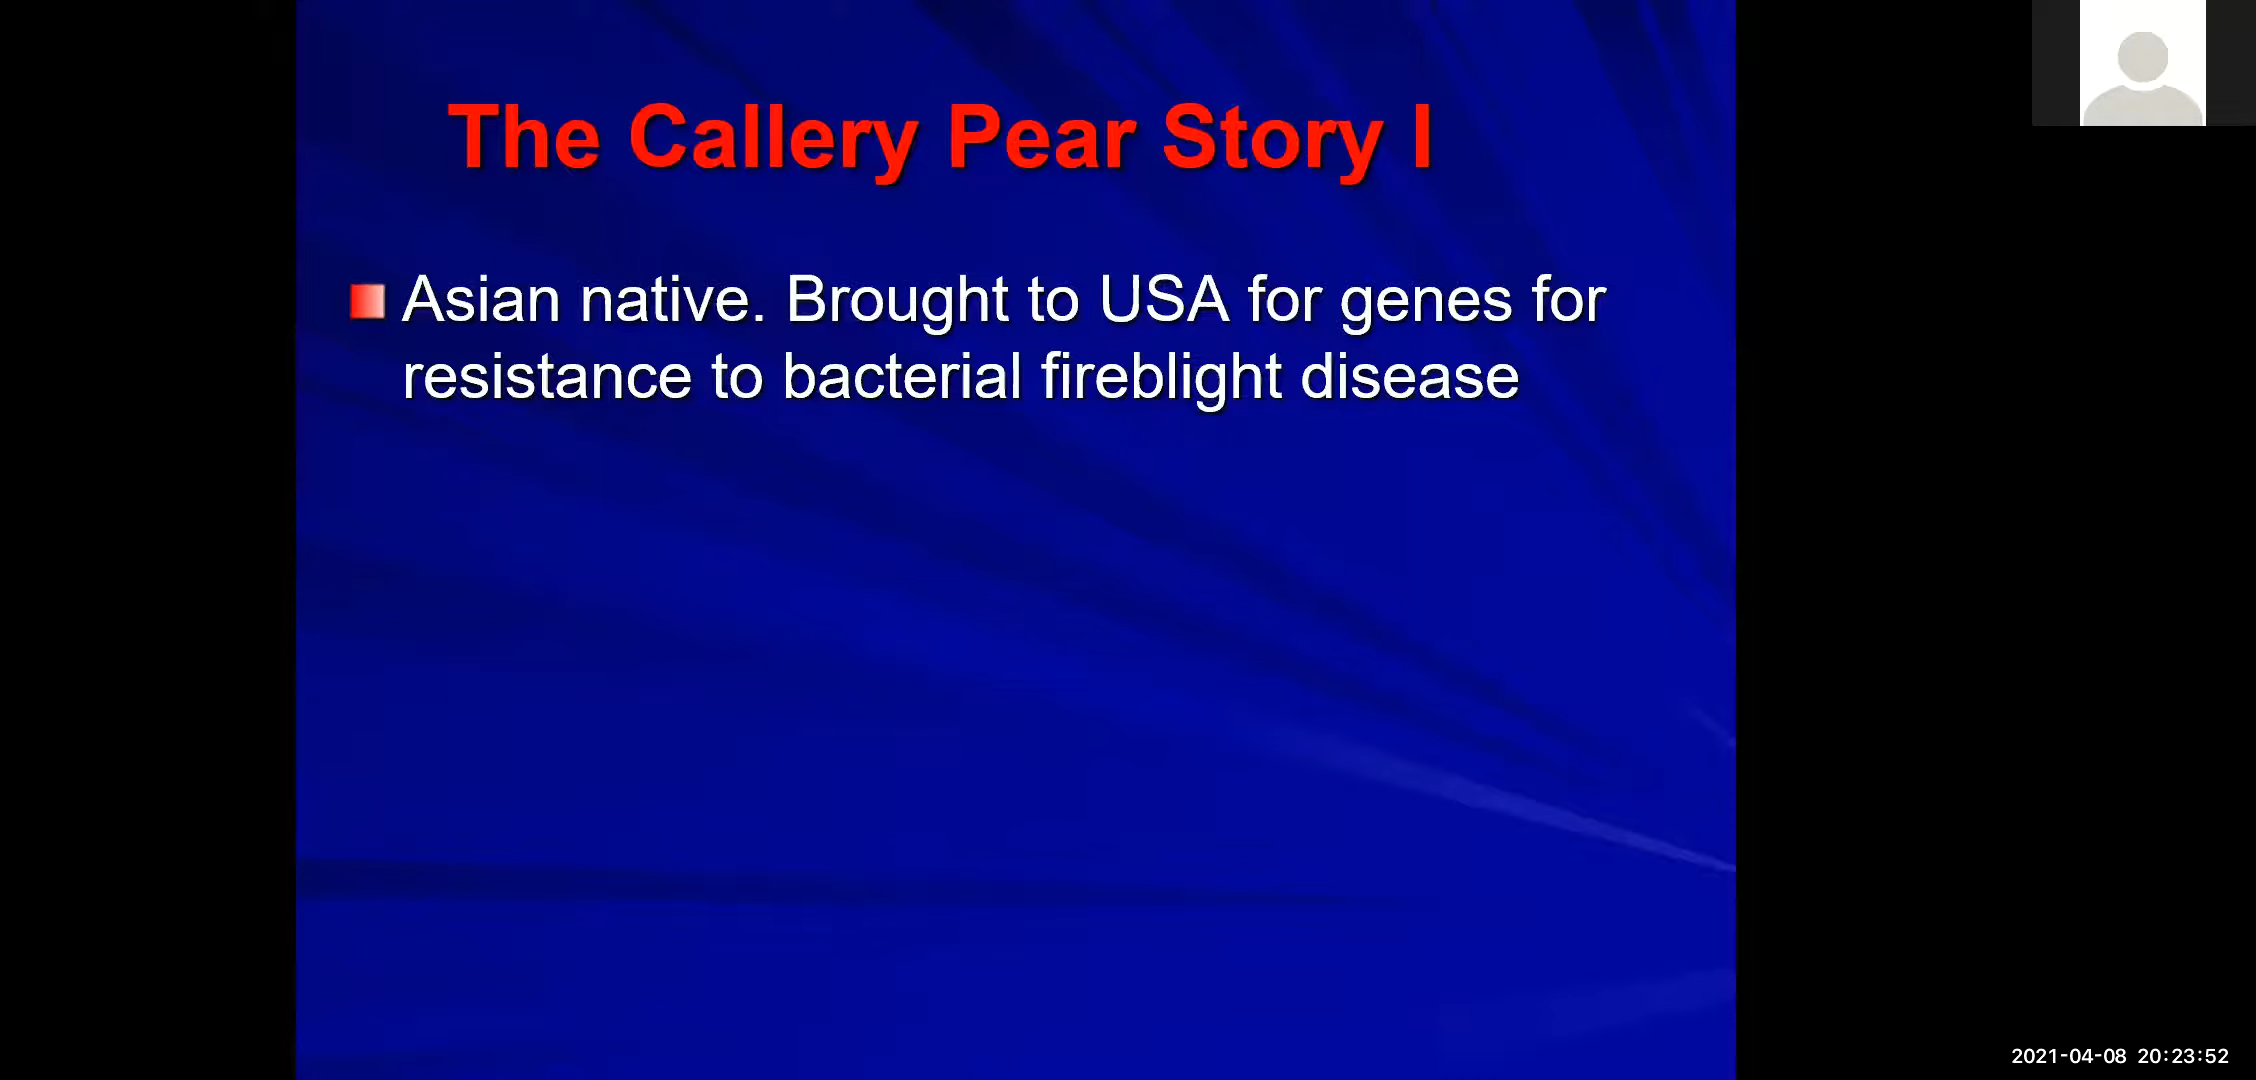 The Callery Pear Story I
Asian native. Brought to USA for genes for
resistance to bacterial fireblight disease
2021-04-08 20:23:52